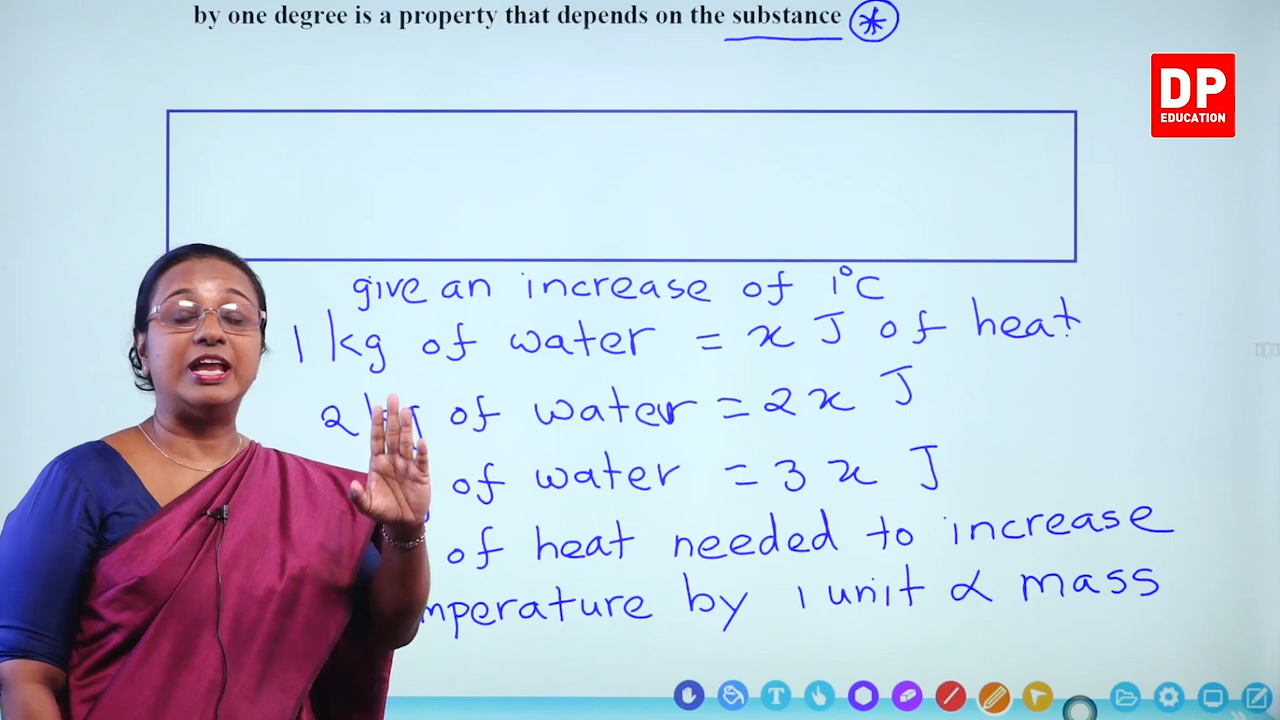 by one degree is a property that depends on the substance *
DP
EDUCATION
give an increase of 1°C
1 kg of water = x J of heat
2 kg of water = 2x J
of water = 3x J
of heat needed to increase
mperature by 1 unit ∝ mass
T